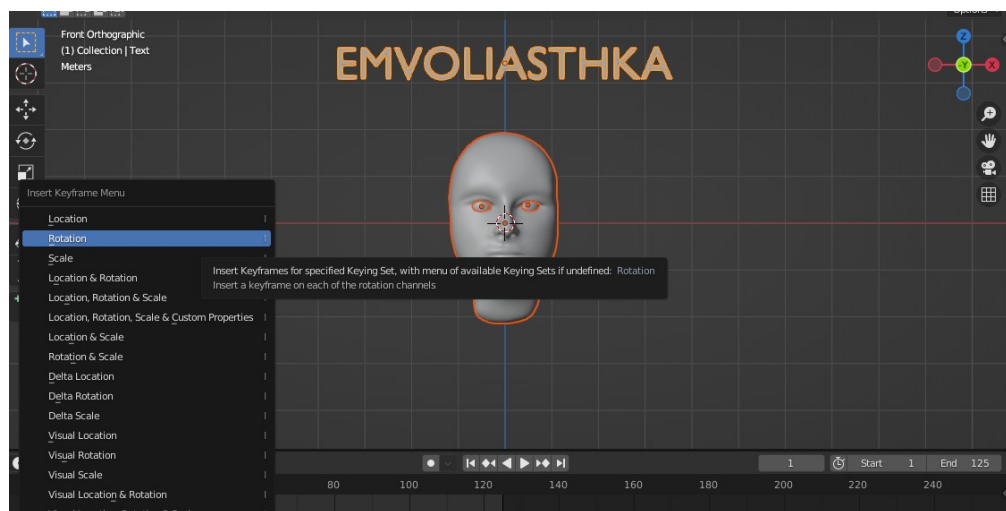 Front Orthographic
(1) Collection | Text
Meters
EMVOLIASTHKA
Z
-Y
X
Insert Keyframe Menu
Location I
Rotation I
Scale I
Location & Rotation I
Location, Rotation & Scale I
Location, Rotation, Scale & Custom Properties I
Location & Scale I
Rotation & Scale I
Delta Location I
Delta Rotation I
Delta Scale I
Visual Location I
Visual Rotation I
Visual Scale I
Visual Location & Rotation I
Insert Keyframes for specified Keying Set, with menu of available Keying Sets if undefined: Rotation
Insert a keyframe on each of the rotation channels
1 Start 1 End 125
80 100 120 140 160 180 200 220 240